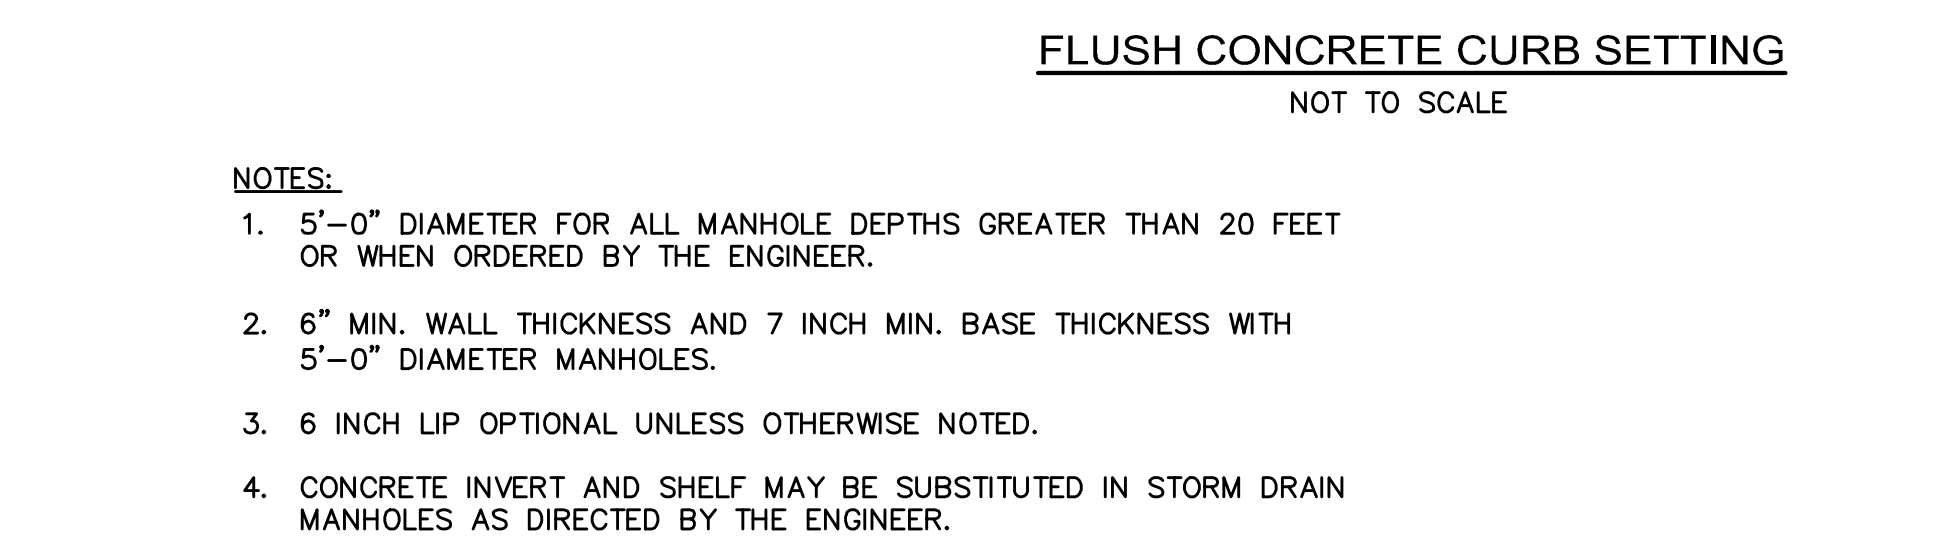 FLUSH CONCRETE CURB SETTING
NOT TO SCALE
NOTES:
1. 5'–0" DIAMETER FOR ALL MANHOLE DEPTHS GREATER THAN 20 FEET
OR WHEN ORDERED BY THE ENGINEER.
2. 6" MIN. WALL THICKNESS AND 7 INCH MIN. BASE THICKNESS WITH
5'–0" DIAMETER MANHOLES.
3. 6 INCH LIP OPTIONAL UNLESS OTHERWISE NOTED.
4. CONCRETE INVERT AND SHELF MAY BE SUBSTITUTED IN STORM DRAIN
MANHOLES AS DIRECTED BY THE ENGINEER.